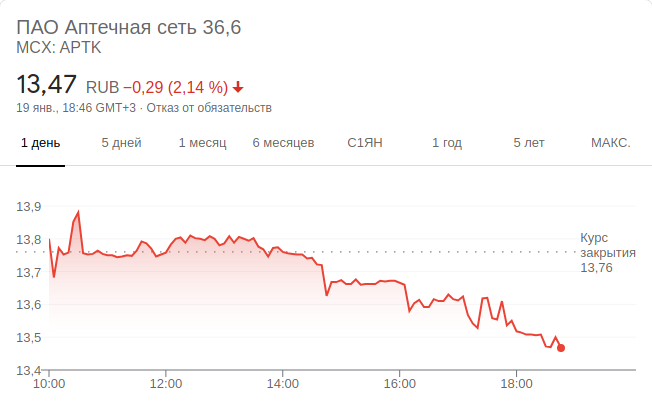 ПАО Аптечная сеть 36,6
MCX: APTK
13,47 RUB −0,29 (2,14 %)
19 янв., 18:46 GMT+3 · Отказ от обязательств
1 день 5 дней 1 месяц 6 месяцев С1ЯН 1 год 5 лет МАКС.
13,9
13,8
13,7
13,6
13,5
13,4
Курс
закрытия
13,76
10:00 12:00 14:00 16:00 18:00